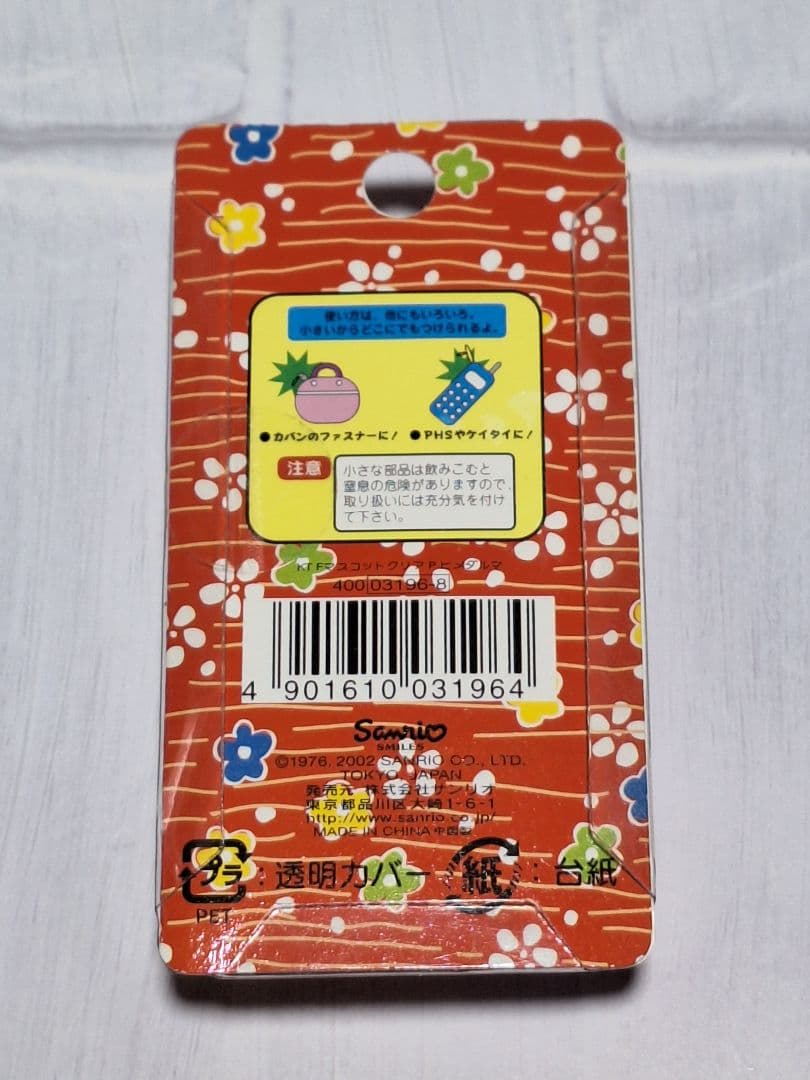 使い方は、他にもいろいろ。
小さいからどこにでもつけられるよ。
●カバンのファスナーに! ●PHSやケイタイに!
注意
小さな部品は飲みこむと
窒息の危険がありますので、
取り扱いには充分気を付け
て下さい。
KTFマスコットクリアPヒメダルマ
400 03196-8
4 901610 031964
Sanrio
SMILES
©1976, 2002 SANRIO CO., LTD.
TOKYO, JAPAN
発売元 株式会社サンリオ
東京都品川区大崎1-6-1
http://www.sanrio.co.jp/
MADE IN CHINA 中国製
プラ : 透明カバー 紙 : 台紙
PET